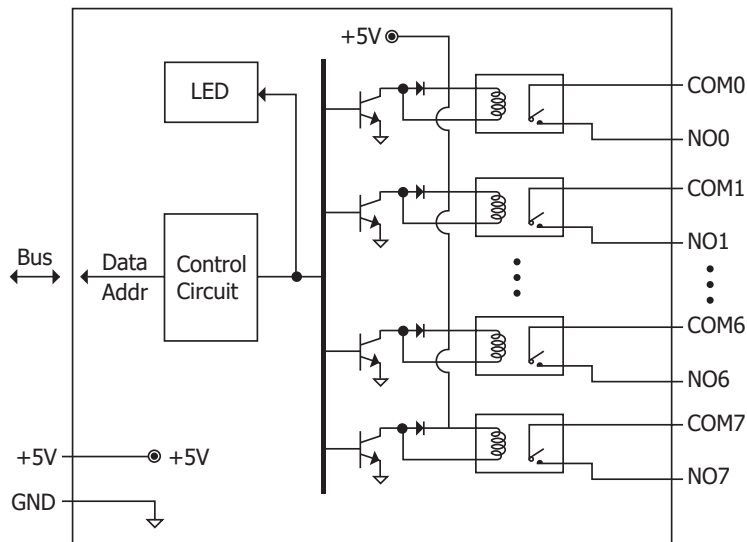 +5V
LED
COM0
NO0
COM1
NO1
Bus
Data
Addr
Control
Circuit
COM6
NO6
COM7
NO7
+5V
+5V
GND